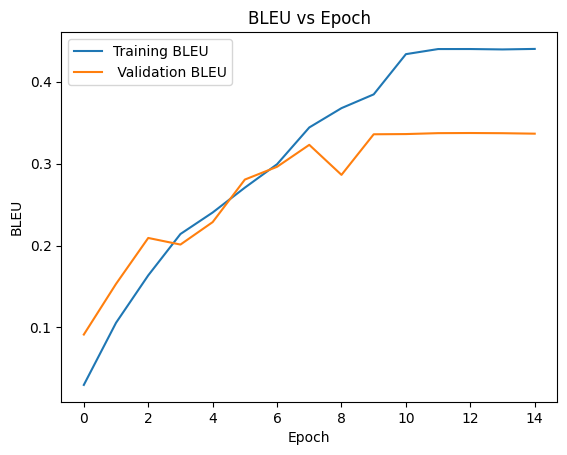 BLEU vs Epoch
Training BLEU
Validation BLEU
BLEU
0.4
0.3
0.2
0.1
0 2 4 6 8 10 12 14
Epoch